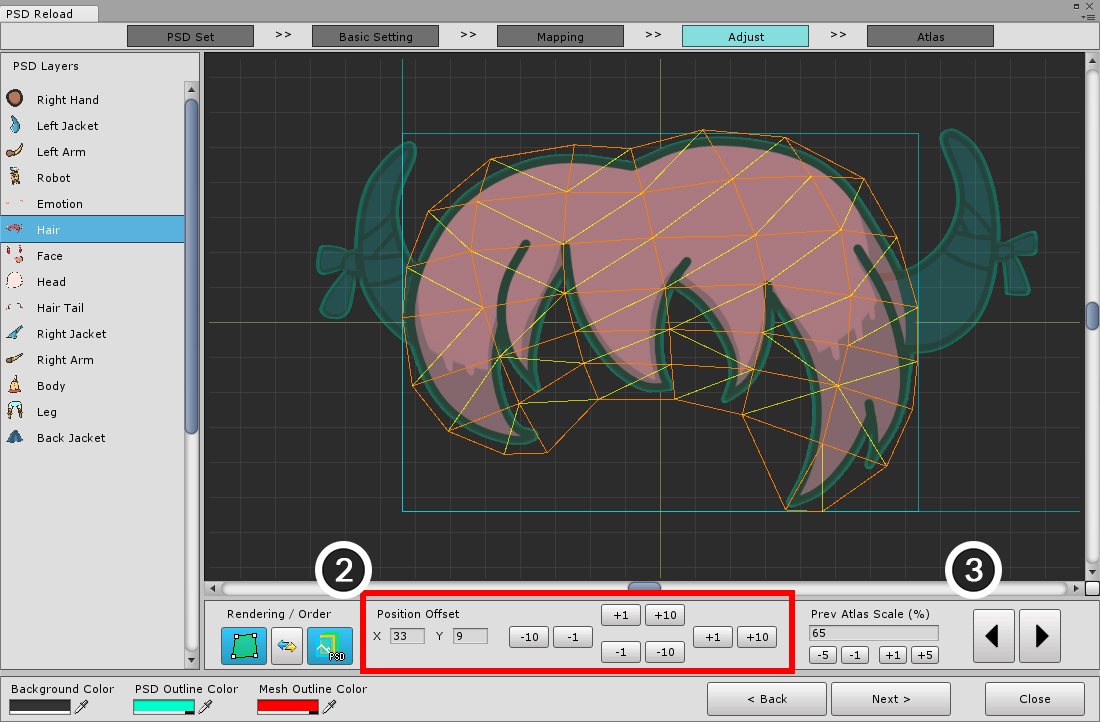 PSD Reload
PSD Set >> Basic Setting >> Mapping >> Adjust >> Atlas
PSD Layers
Right Hand
Left Jacket
Left Arm
Robot
Emotion
Hair
Face
Head
Hair Tail
Right Jacket
Right Arm
Body
Leg
Back Jacket
2
3
Rendering / Order
PSD
Position Offset
X 33 Y 9
-10 -1
+1 +10
-1 -10
+1 +10
Prev Atlas Scale (%)
65
-5 -1 +1 +5
Background Color
PSD Outline Color
Mesh Outline Color
< Back
Next >
Close